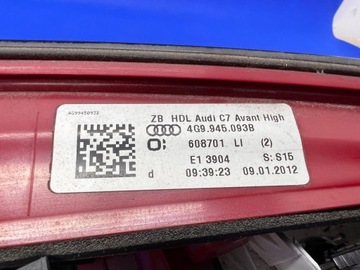 4G9945093B
ZB HDL Audi C7 Avant High
4G9.945.093B
608701 LI (2)
E1 3904 S: S15
d 09:39:23 09.01.2012